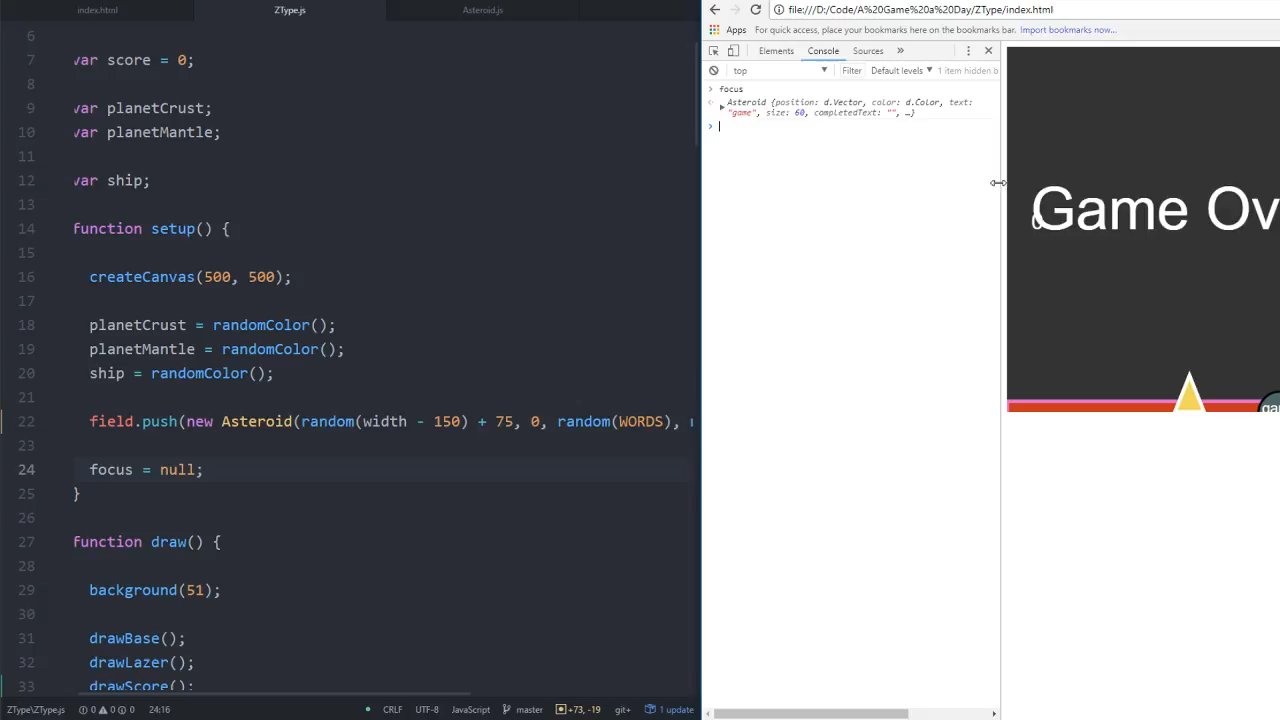 index.html
ZType.js
Asteroid.js
6
7 var score = 0;
8
9 var planetCrust;
10 var planetMantle;
11
12 var ship;
13
14 function setup() {
15
16 createCanvas(500, 500);
17
18 planetCrust = randomColor();
19 planetMantle = randomColor();
20 ship = randomColor();
21
22 field.push(new Asteroid(random(width - 150) + 75, 0, random(WORDS),
23
24 focus = null;
25 }
26
27 function draw() {
28
29 background(51);
30
31 drawBase();
32 drawLazer();
33 drawScore();
ZType\ZType.js 0 0 0 24:16 CRLF UTF-8 JavaScript master +73, -19 git+ 1 update
file:///D:/Code/A%20Game%20a%20Day/ZType/index.html
Apps For quick access, place your bookmarks here on the bookmarks bar. Import bookmarks now...
Elements Console Sources »
top Filter Default levels 1 item hidden b
> focus
Asteroid {position: d.Vector, color: d.Color, text:
"game", size: 60, completedText: "", …}
>
Game Ov
0